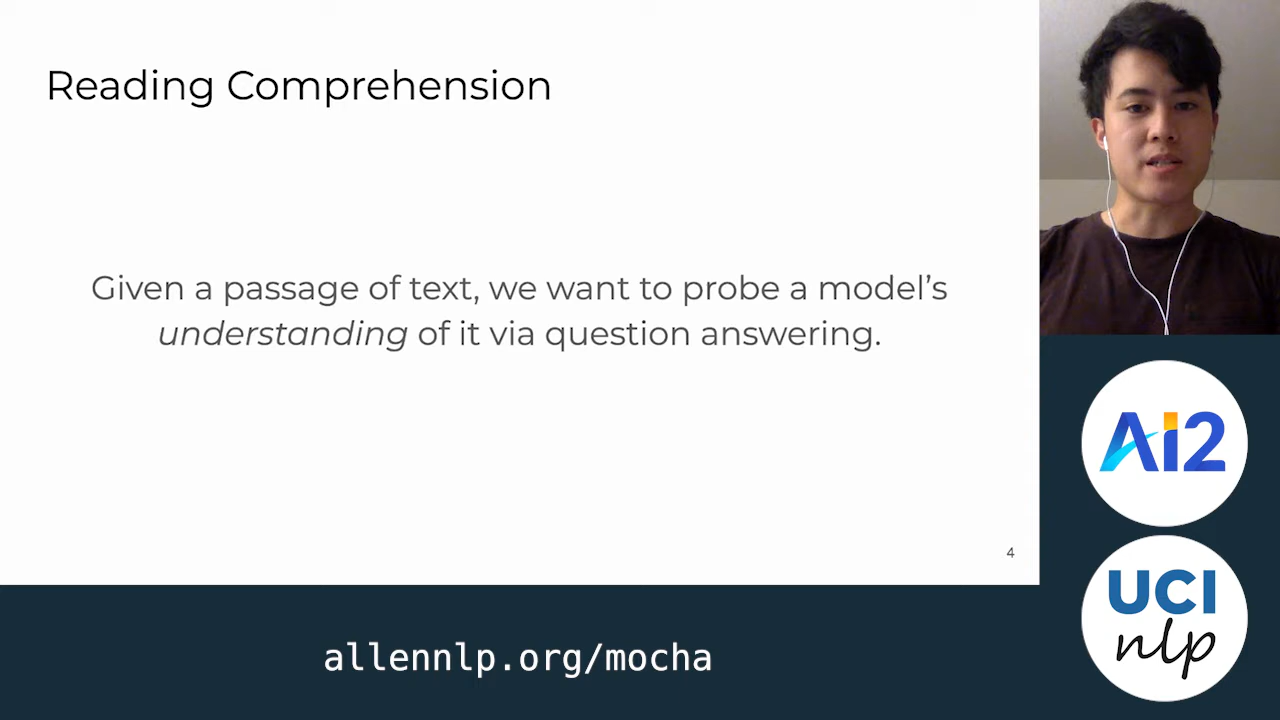 Reading Comprehension
Given a passage of text, we want to probe a model’s
understanding of it via question answering.
4
allennlp.org/mocha
Ai2
UCI
nlp